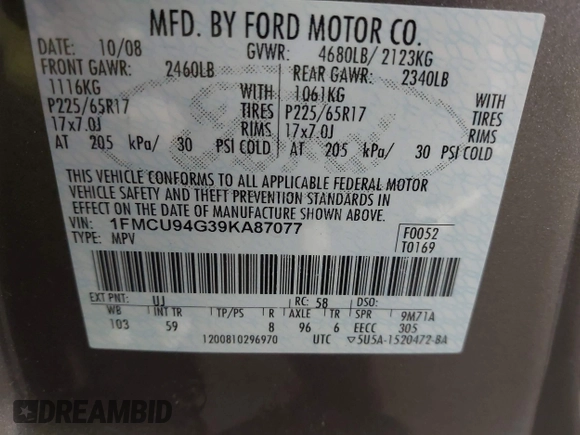 MFD. BY FORD MOTOR CO.
DATE: 10/08 GVWR: 4680LB/ 2123KG
FRONT GAWR: 2460LB REAR GAWR: 2340LB
1116KG WITH 1061KG WITH
P225/65R17 TIRES P225/65R17 TIRES
17x7.0J RIMS 17x7.0J RIMS
AT 205 kPa/ 30 PSI COLD AT 205 kPa/ 30 PSI COLD
THIS VEHICLE CONFORMS TO ALL APPLICABLE FEDERAL MOTOR
VEHICLE SAFETY AND THEFT PREVENTION STANDARDS IN
EFFECT ON THE DATE OF MANUFACTURE SHOWN ABOVE.
VIN: 1FMCU94G39KA87077 F0052
TYPE: MPV T0169
EXT PNT: UJ RC: 58 DSO:
WB INT TR TP/PS R AXLE TR SPR 9M71A
103 59 8 96 6 EECC 305
1200810296970 UTC ▽5U5A-1520472-BA
DREAMBID